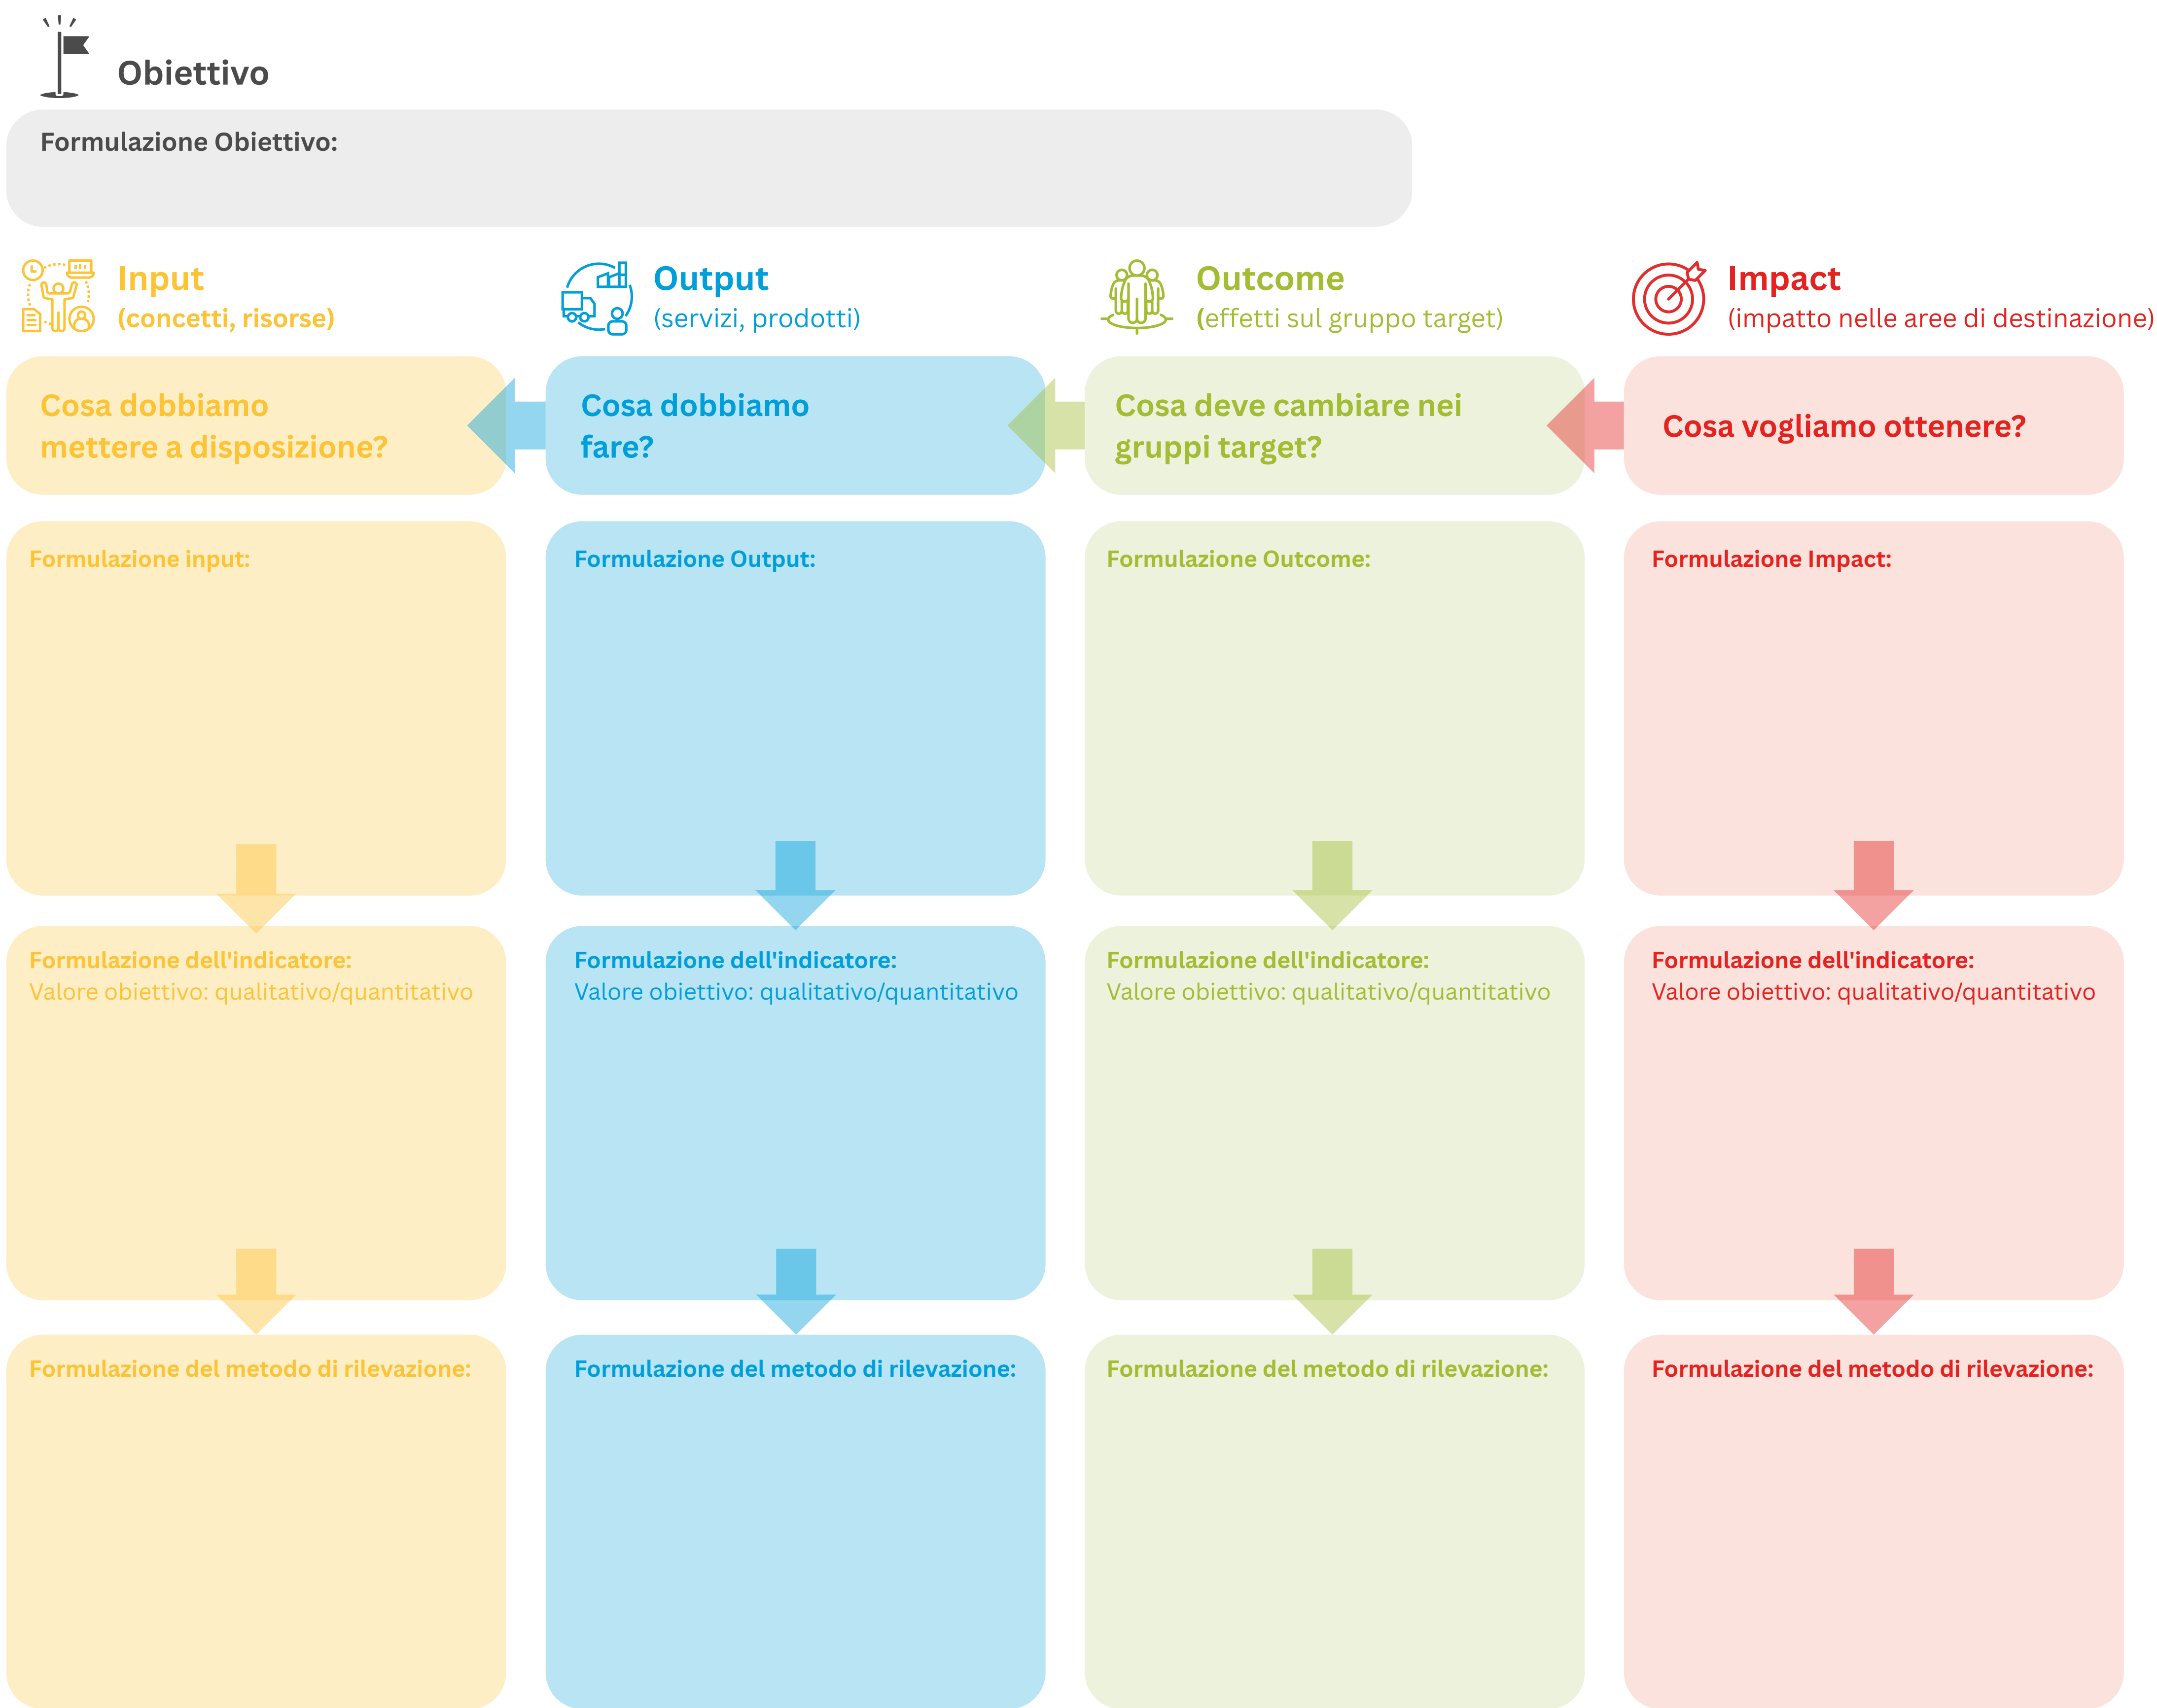 Obiettivo
Formulazione Obiettivo:
Input
(concetti, risorse)
Output
(servizi, prodotti)
Outcome
(effetti sul gruppo target)
Impact
(impatto nelle aree di destinazione)
Cosa dobbiamo
mettere a disposizione?
Cosa dobbiamo
fare?
Cosa deve cambiare nei
gruppi target?
Cosa vogliamo ottenere?
Formulazione input:
Formulazione Output:
Formulazione Outcome:
Formulazione Impact:
Formulazione dell'indicatore:
Valore obiettivo: qualitativo/quantitativo
Formulazione dell'indicatore:
Valore obiettivo: qualitativo/quantitativo
Formulazione dell'indicatore:
Valore obiettivo: qualitativo/quantitativo
Formulazione dell'indicatore:
Valore obiettivo: qualitativo/quantitativo
Formulazione del metodo di rilevazione:
Formulazione del metodo di rilevazione:
Formulazione del metodo di rilevazione:
Formulazione del metodo di rilevazione: